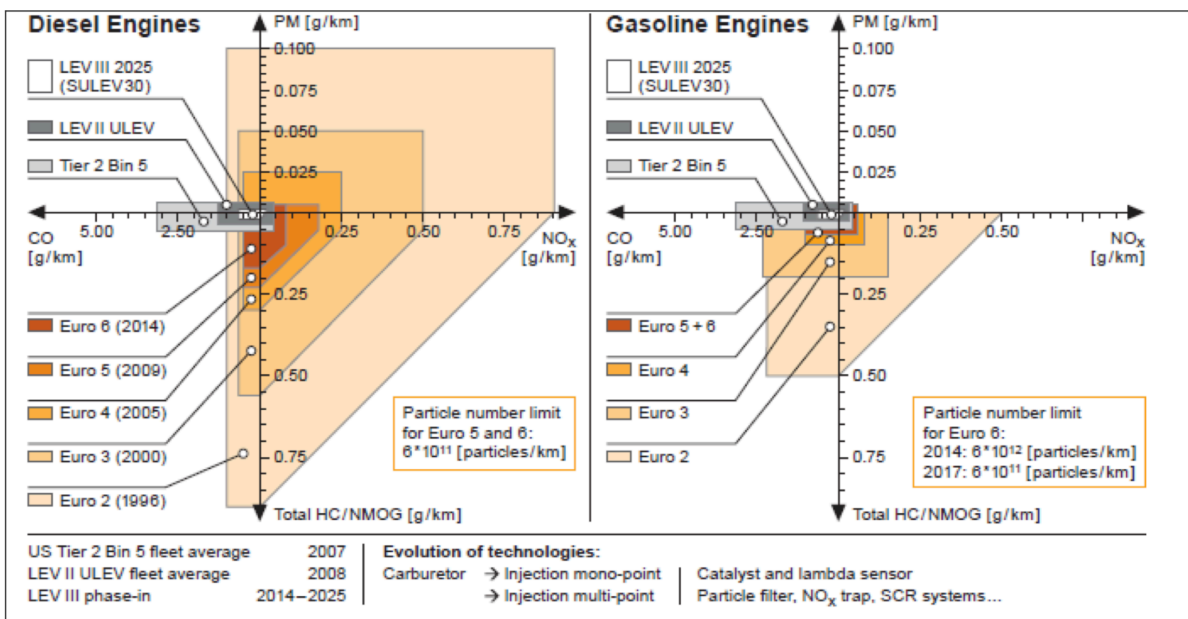 Diesel Engines
PM [g/km]
LEV III 2025
(SULEV30)
LEV II ULEV
Tier 2 Bin 5
0.100
0.075
0.050
0.025
CO
[g/km]
5.00
2.50
0.25
0.50
0.75
NOX
[g/km]
0.25
0.50
0.75
Euro 6 (2014)
Euro 5 (2009)
Euro 4 (2005)
Euro 3 (2000)
Euro 2 (1996)
Particle number limit
for Euro 5 and 6:
6*10¹¹ [particles/km]
Total HC/NMOG [g/km]
Gasoline Engines
PM [g/km]
LEV III 2025
(SULEV30)
LEV II ULEV
Tier 2 Bin 5
0.100
0.075
0.050
0.025
CO
[g/km]
5.00
2.50
0.25
0.50
NOX
[g/km]
0.25
0.50
0.75
Euro 5 + 6
Euro 4
Euro 3
Euro 2
Particle number limit
for Euro 6:
2014: 6*10¹² [particles/km]
2017: 6*10¹¹ [particles/km]
Total HC/NMOG [g/km]
US Tier 2 Bin 5 fleet average 2007
LEV II ULEV fleet average 2008
LEV III phase-in 2014–2025
Evolution of technologies:
Carburetor → Injection mono-point
→ Injection multi-point
Catalyst and lambda sensor
Particle filter, NOX trap, SCR systems...